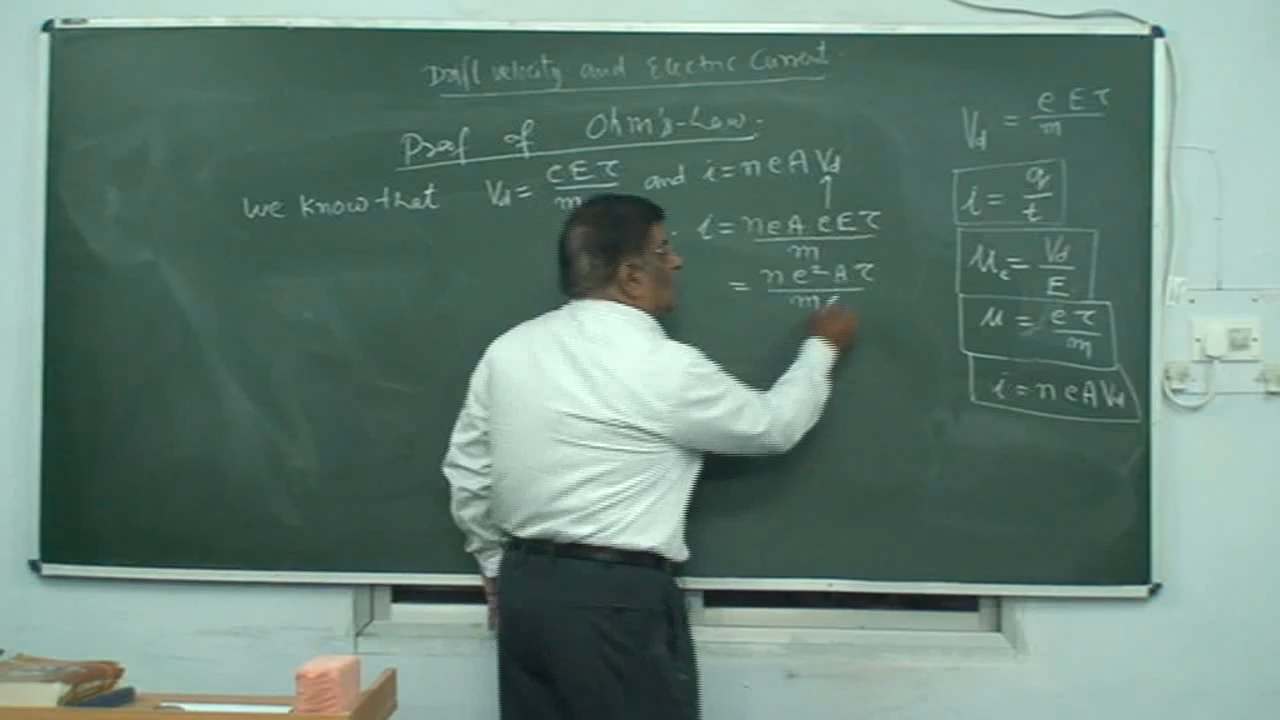 Drift velocity and Electric Current
Proof of Ohm's-Law.
We know that Vd = eEτ/m and i = neAVd
i = neA eEτ/m
= ne²Aτ/m
Vd = eEτ/m
i = q/t
μe = Vd/E
μ = eτ/m
i = neAVd